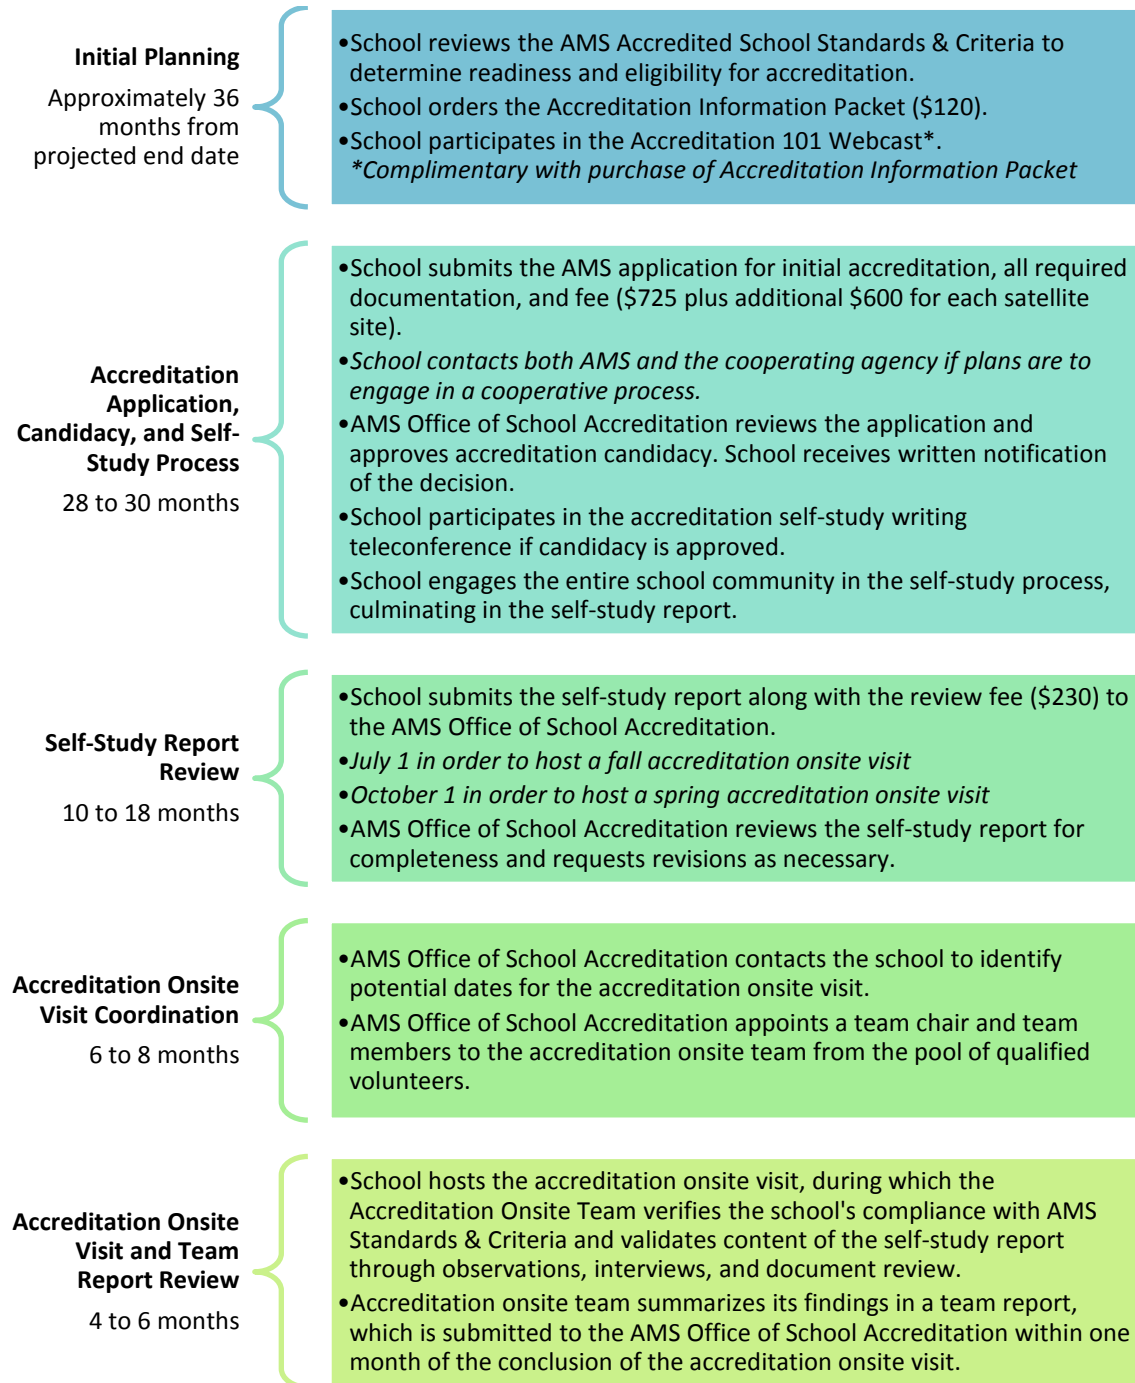 Initial Planning
Approximately 36
months from
projected end date
•School reviews the AMS Accredited School Standards & Criteria to
determine readiness and eligibility for accreditation.
•School orders the Accreditation Information Packet ($120).
•School participates in the Accreditation 101 Webcast*.
*Complimentary with purchase of Accreditation Information Packet
Accreditation
Application,
Candidacy, and Self-
Study Process
28 to 30 months
•School submits the AMS application for initial accreditation, all required
documentation, and fee ($725 plus additional $600 for each satellite
site).
•School contacts both AMS and the cooperating agency if plans are to
engage in a cooperative process.
•AMS Office of School Accreditation reviews the application and
approves accreditation candidacy. School receives written notification
of the decision.
•School participates in the accreditation self-study writing
teleconference if candidacy is approved.
•School engages the entire school community in the self-study process,
culminating in the self-study report.
Self-Study Report
Review
10 to 18 months
•School submits the self-study report along with the review fee ($230) to
the AMS Office of School Accreditation.
•July 1 in order to host a fall accreditation onsite visit
•October 1 in order to host a spring accreditation onsite visit
•AMS Office of School Accreditation reviews the self-study report for
completeness and requests revisions as necessary.
Accreditation Onsite
Visit Coordination
6 to 8 months
•AMS Office of School Accreditation contacts the school to identify
potential dates for the accreditation onsite visit.
•AMS Office of School Accreditation appoints a team chair and team
members to the accreditation onsite team from the pool of qualified
volunteers.
Accreditation Onsite
Visit and Team
Report Review
4 to 6 months
•School hosts the accreditation onsite visit, during which the
Accreditation Onsite Team verifies the school's compliance with AMS
Standards & Criteria and validates content of the self-study report
through observations, interviews, and document review.
•Accreditation onsite team summarizes its findings in a team report,
which is submitted to the AMS Office of School Accreditation within one
month of the conclusion of the accreditation onsite visit.